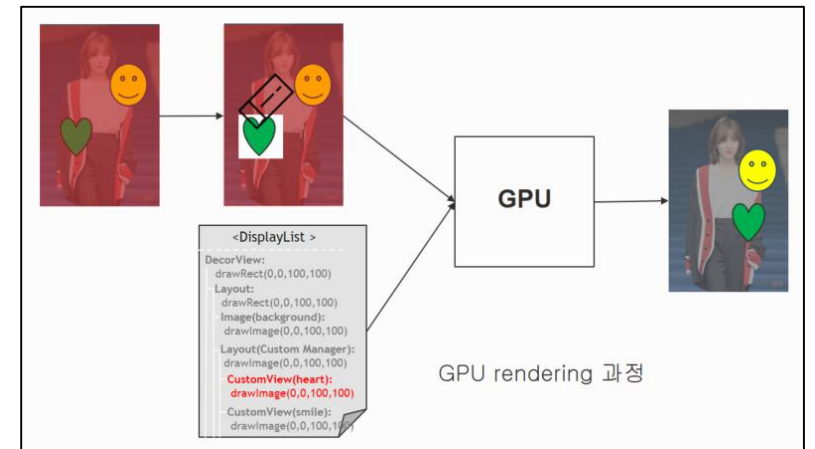 <DisplayList >
DecorView:
drawRect(0,0,100,100)
Layout:
drawRect(0,0,100,100)
Image(background):
drawImage(0,0,100,100)
Layout(Custom Manager):
drawImage(0,0,100,100)
CustomView(heart):
drawImage(0,0,100,100)
CustomView(smile):
drawImage(0,0,100,100)
GPU
GPU rendering 과정